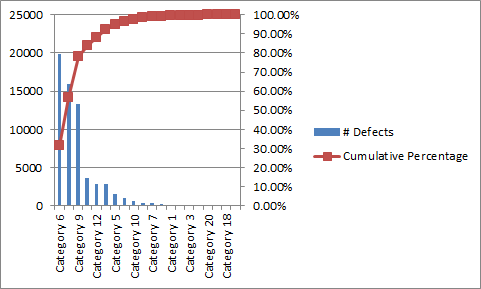 25000
20000
15000
10000
5000
0
100.00%
90.00%
80.00%
70.00%
60.00%
50.00%
40.00%
30.00%
20.00%
10.00%
0.00%
Category 6
Category 9
Category 12
Category 5
Category 10
Category 7
Category 1
Category 3
Category 20
Category 18
# Defects
Cumulative Percentage